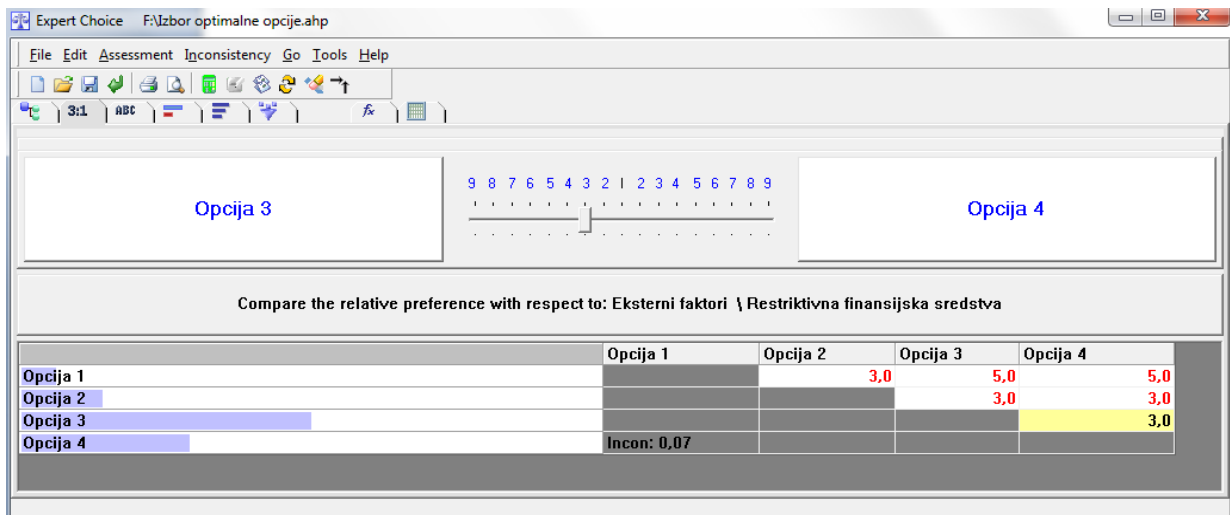 Expert Choice F:\Izbor optimalne opcije.ahp
File Edit Assessment Inconsistency Go Tools Help
3:1 ABC fx
9 8 7 6 5 4 3 2 1 2 3 4 5 6 7 8 9
Opcija 3 Opcija 4
Compare the relative preference with respect to: Eksterni faktori \ Restriktivna finansijska sredstva
Opcija 1 Opcija 2 Opcija 3 Opcija 4
Opcija 1 3,0 5,0 5,0
Opcija 2 3,0 3,0
Opcija 3 3,0
Opcija 4 Incon: 0,07